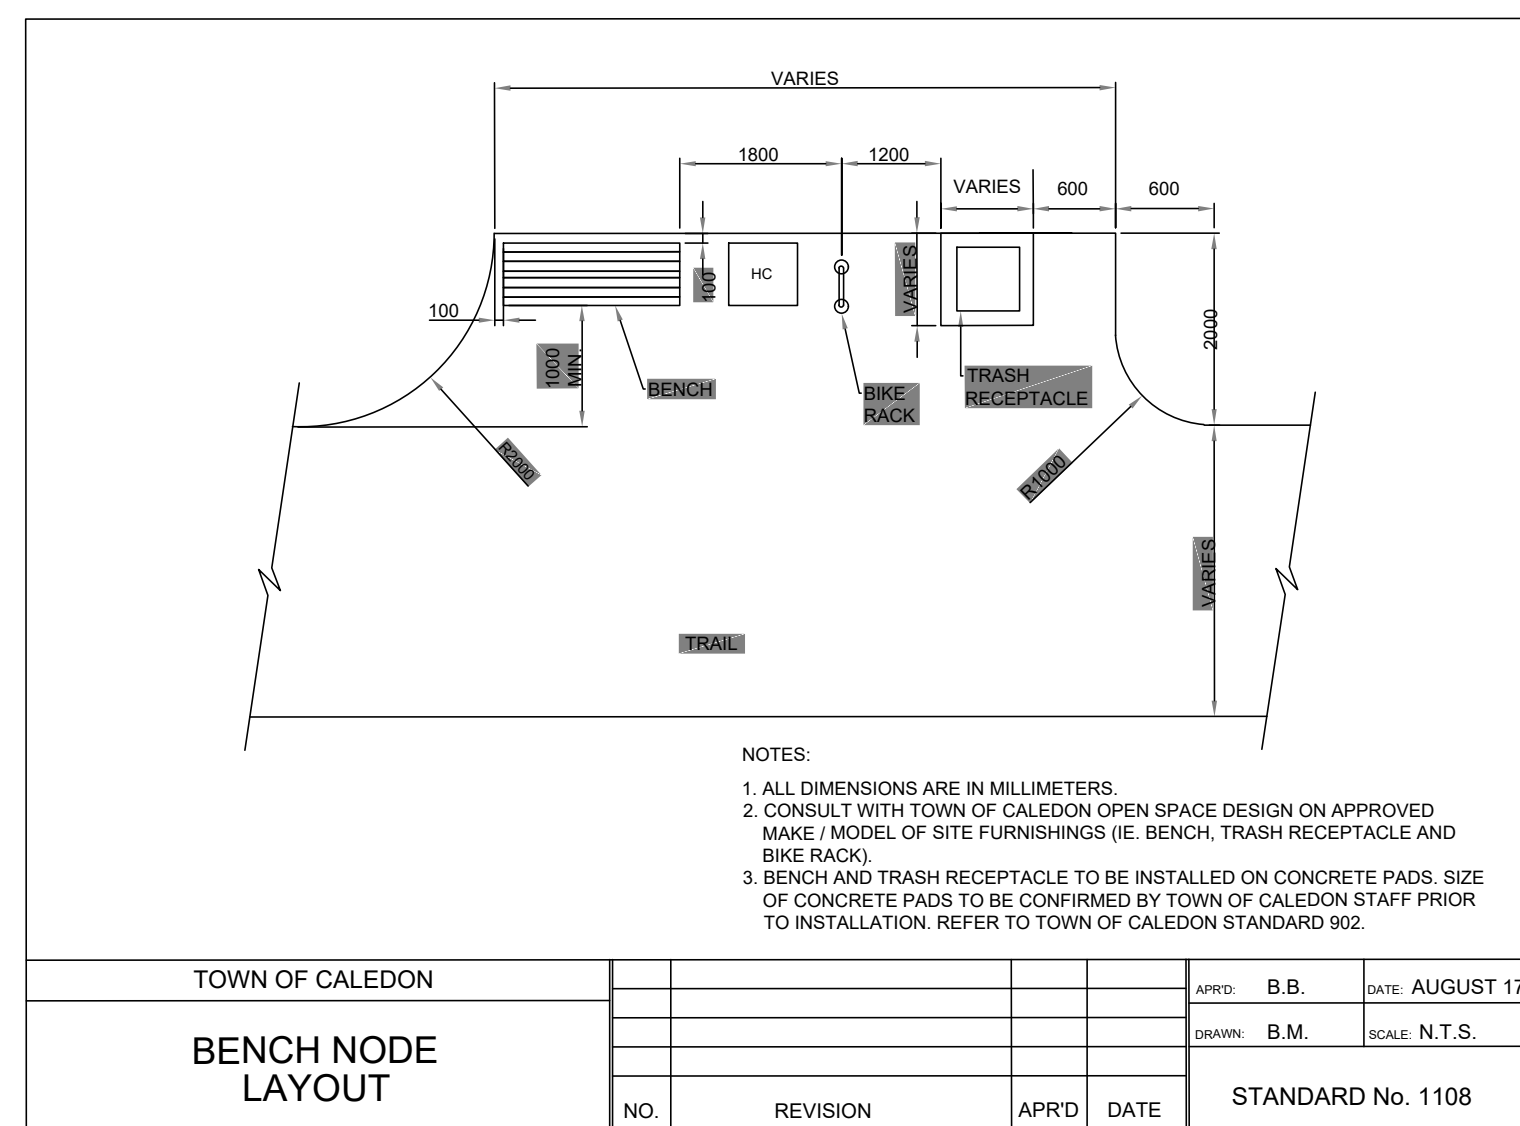 VARIES
1800
1200
VARIES
600
600
100
HC
VARIES
100
2000
1000
MIN.
BENCH
BIKE
RACK
TRASH
RECEPTACLE
R2000
R1000
VARIES
TRAIL
NOTES:
1. ALL DIMENSIONS ARE IN MILLIMETERS.
2. CONSULT WITH TOWN OF CALEDON OPEN SPACE DESIGN ON APPROVED
MAKE / MODEL OF SITE FURNISHINGS (IE. BENCH, TRASH RECEPTACLE AND
BIKE RACK).
3. BENCH AND TRASH RECEPTACLE TO BE INSTALLED ON CONCRETE PADS. SIZE
OF CONCRETE PADS TO BE CONFIRMED BY TOWN OF CALEDON STAFF PRIOR
TO INSTALLATION. REFER TO TOWN OF CALEDON STANDARD 902.
TOWN OF CALEDON
BENCH NODE
LAYOUT
NO. REVISION APR'D DATE
APR'D: B.B. DATE: AUGUST 17
DRAWN: B.M. SCALE: N.T.S.
STANDARD No. 1108